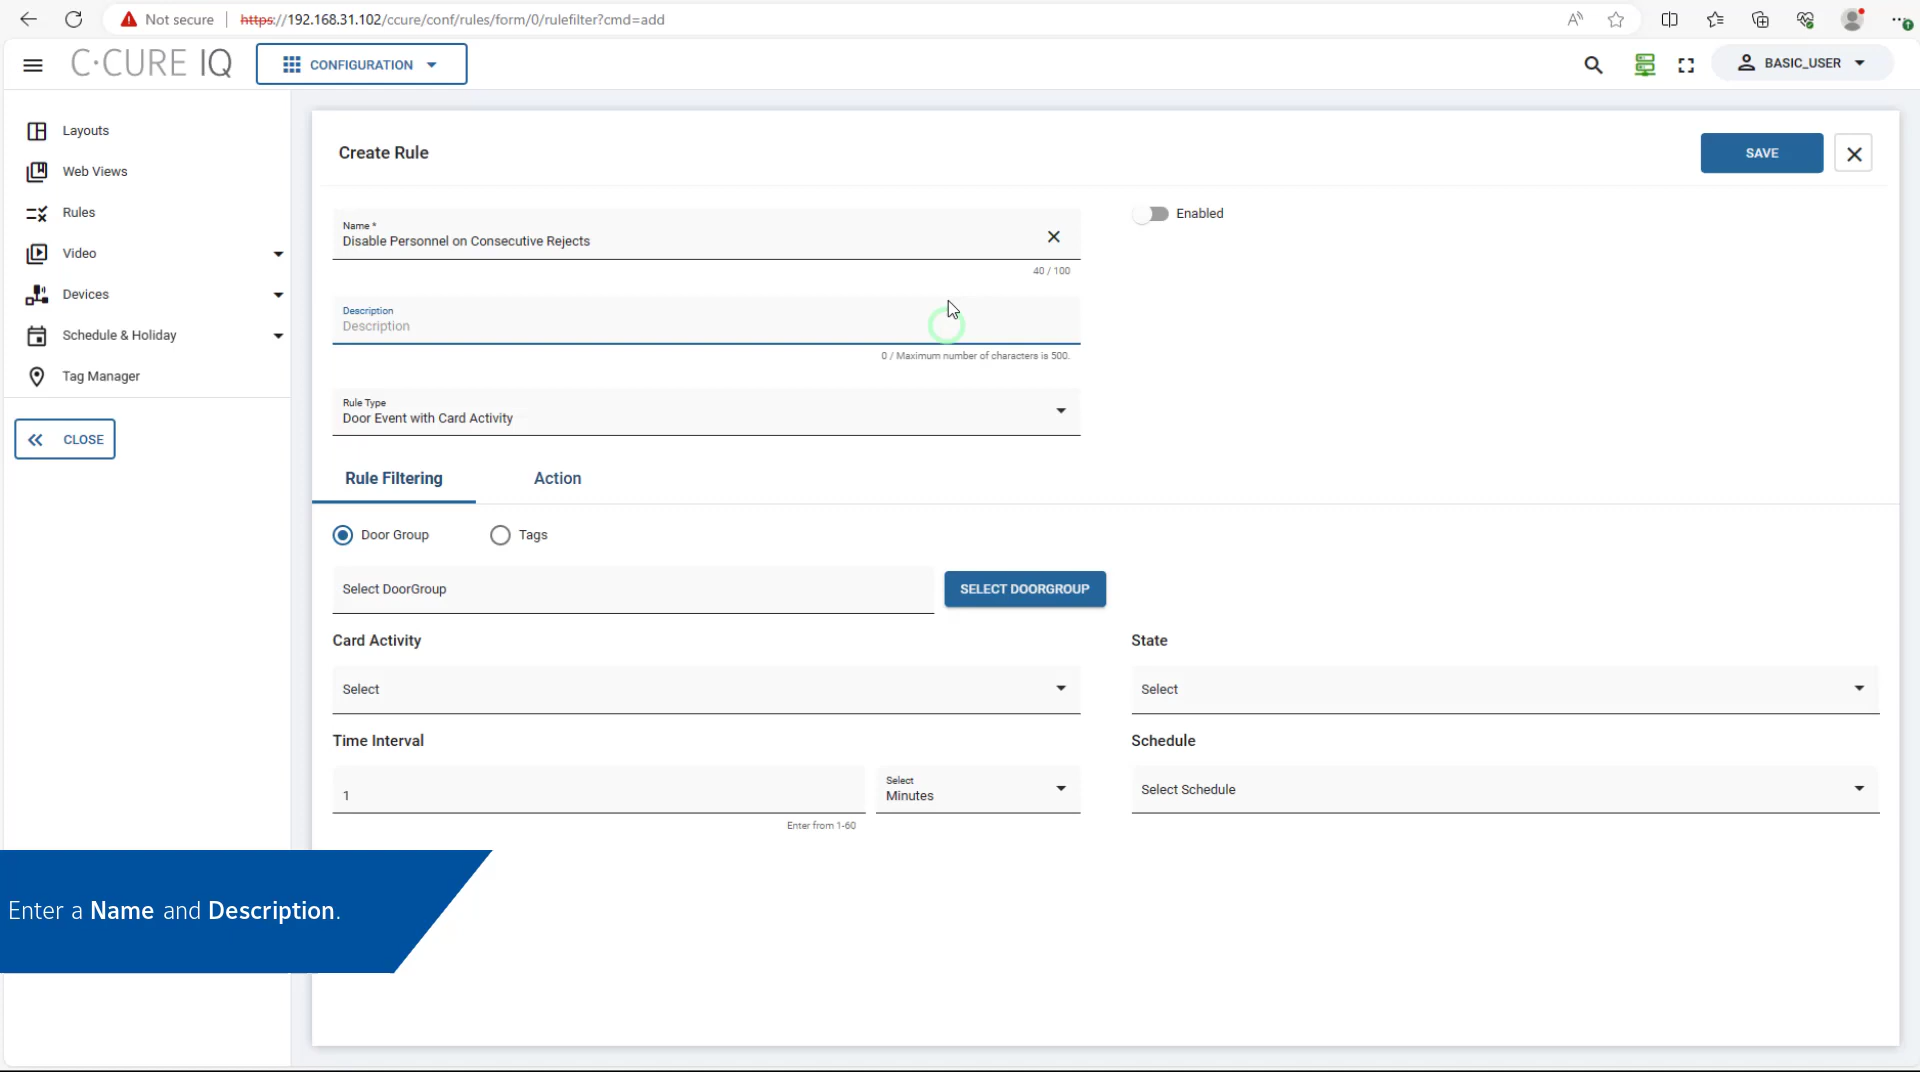 Not secure
https://192.168.31.102/ccure/conf/rules/form/0/rulefilter?cmd=add
C·CURE IQ
CONFIGURATION
BASIC_USER
Layouts
Web Views
Rules
Video
Devices
Schedule & Holiday
Tag Manager
CLOSE
Create Rule
SAVE
Name *
Disable Personnel on Consecutive Rejects
40 / 100
Enabled
Description
Description
0 / Maximum number of characters is 500.
Rule Type
Door Event with Card Activity
Rule Filtering
Action
Door Group
Tags
Select DoorGroup
SELECT DOORGROUP
Card Activity
State
Select
Select
Time Interval
Schedule
1
Select
Minutes
Select Schedule
Enter from 1-60
Enter a Name and Description.